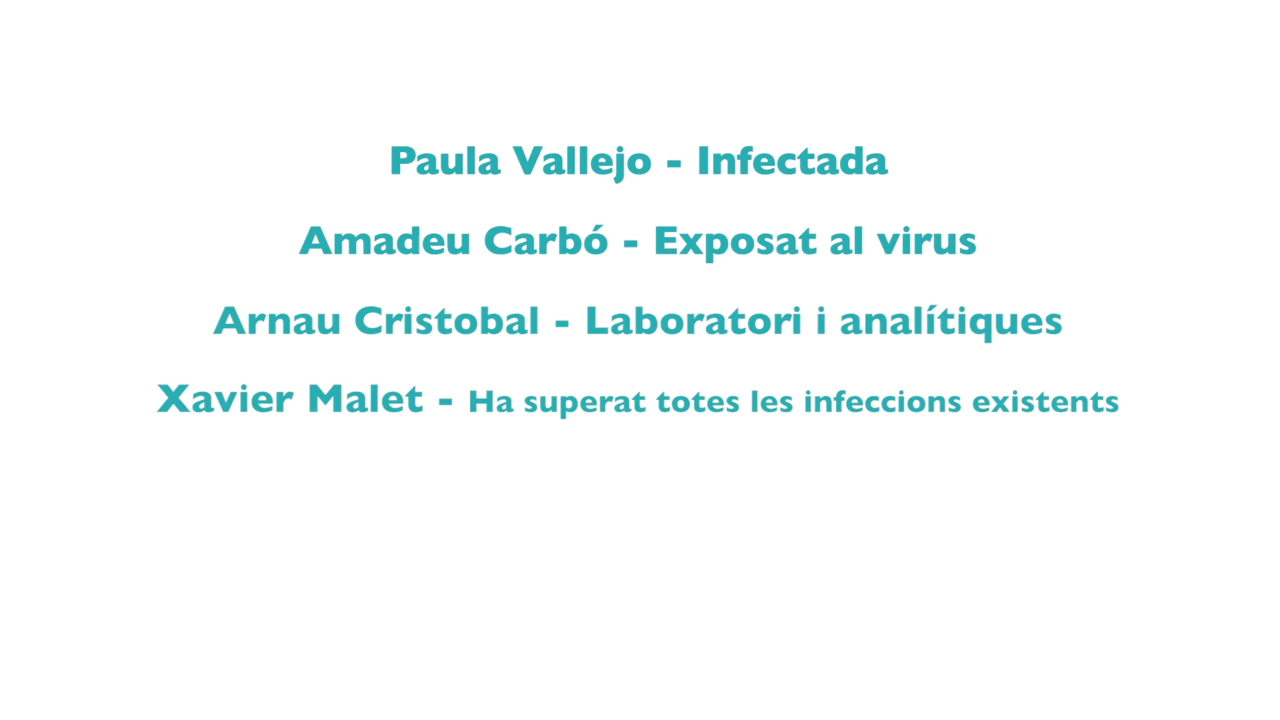 Paula Vallejo - Infectada
Amadeu Carbó - Exposat al virus
Arnau Cristobal - Laboratori i analítiques
Xavier Malet - Ha superat totes les infeccions existents